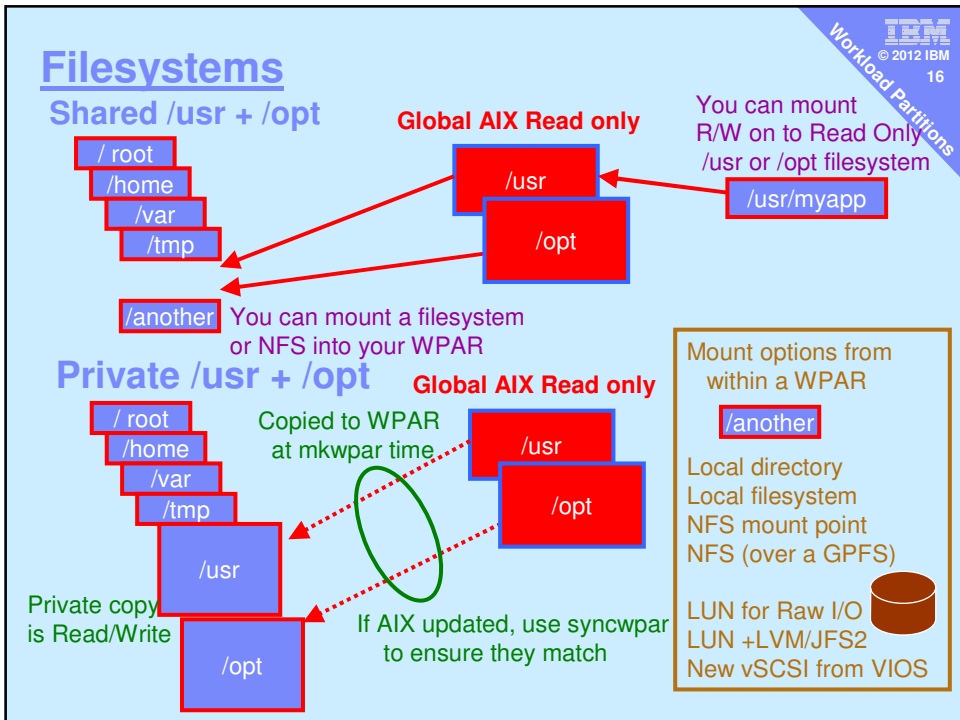 Filesystems
IBM
© 2012 IBM
16
Workload Partitions
Shared /usr + /opt
/ root
/home
/var
/tmp
Global AIX Read only
/usr
/opt
You can mount
R/W on to Read Only
/usr or /opt filesystem
/usr/myapp
/another
You can mount a filesystem
or NFS into your WPAR
Private /usr + /opt
/ root
/home
/var
/tmp
/usr
/opt
Private copy
is Read/Write
Copied to WPAR
at mkwpar time
Global AIX Read only
/usr
/opt
If AIX updated, use syncwpar
to ensure they match
Mount options from
within a WPAR
/another
Local directory
Local filesystem
NFS mount point
NFS (over a GPFS)
LUN for Raw I/O
LUN +LVM/JFS2
New vSCSI from VIOS